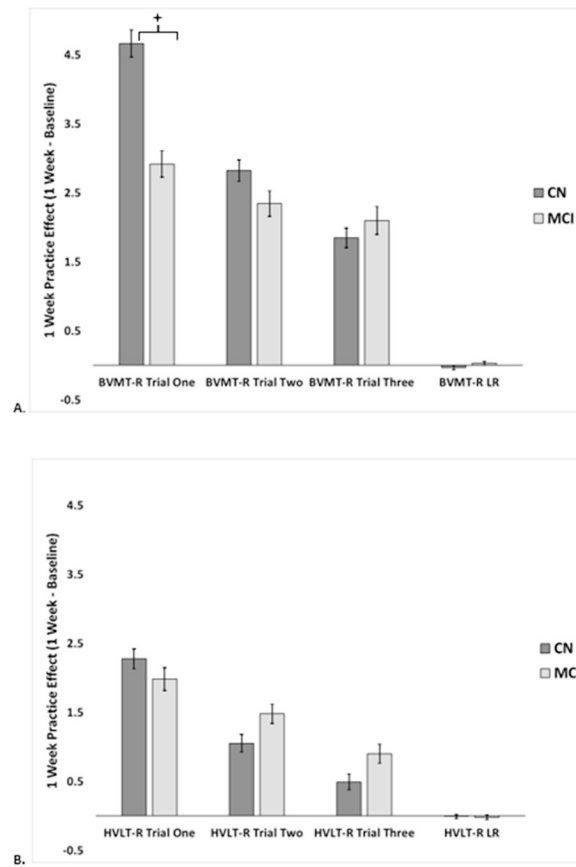 4.5
3.5
2.5
1.5
0.5
-0.5
1 Week Practice Effect (1 Week - Baseline)
+
CN
MCI
BVMT-R Trial One BVMT-R Trial Two BVMT-R Trial Three BVMT-R LR
A.
4.5
3.5
2.5
1.5
0.5
-0.5
1 Week Practice Effect (1 Week - Baseline)
CN
MCI
HVLT-R Trial One HVLT-R Trial Two HVLT-R Trial Three HVLT-R LR
B.